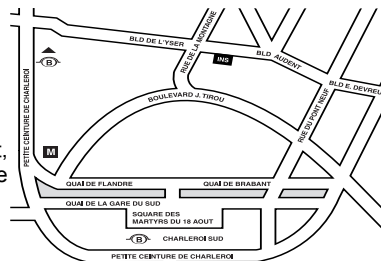 BLD DE L'YSER
RUE DE LA MONTAGNE
INS
BLD AUDENT
BLD E. DEVREU
B
PETITE CEINTURE DE CHARLEROI
BOULEVARD J. TIROU
RUE DU PONT NEUF
M
QUAI DE FLANDRE
QUAI DE BRABANT
QUAI DE LA GARE DU SUD
SQUARE DES
MARTYRS DU 18 AOUT
B CHARLEROI SUD
PETITE CEINTURE DE CHARLEROI